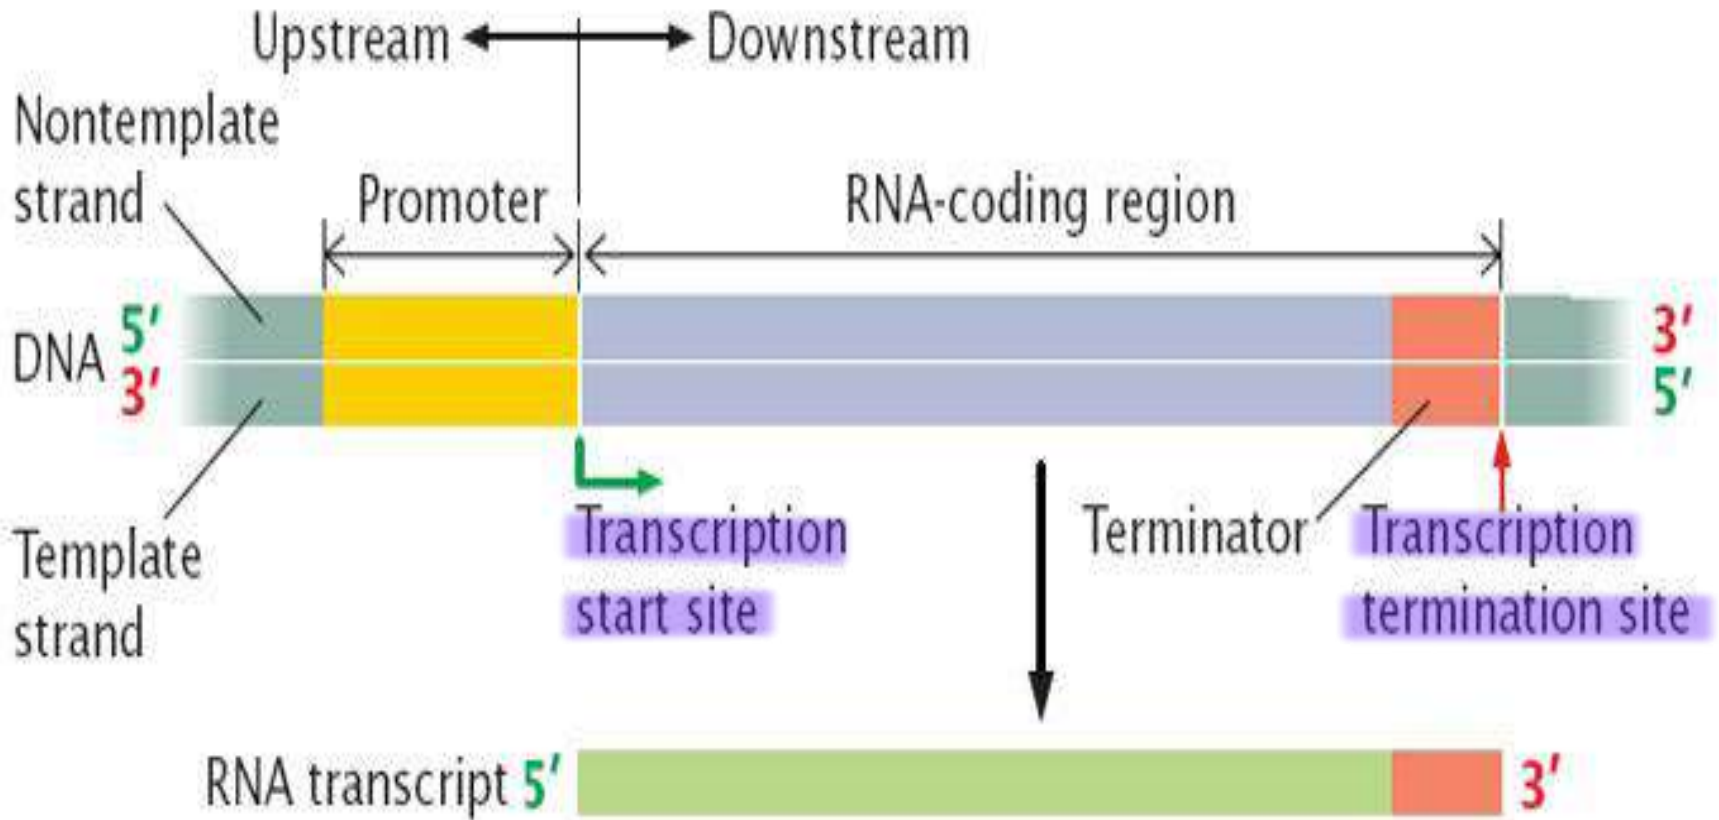 Upstream Downstream
Nontemplate
strand
Promoter RNA-coding region
5′ 3′
DNA
3′ 5′
Transcription Terminator Transcription
start site termination site
Template
strand
RNA transcript 5′ 3′